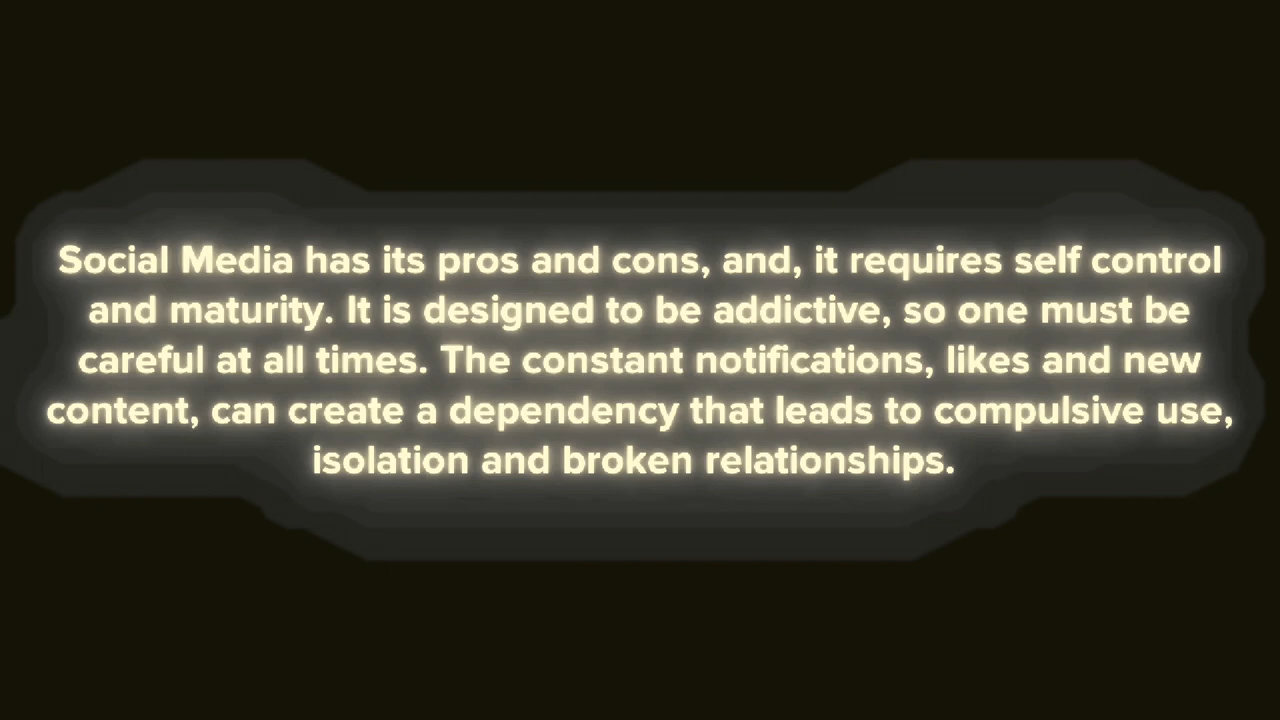 Social Media has its pros and cons, and, it requires self control
and maturity. It is designed to be addictive, so one must be
careful at all times. The constant notifications, likes and new
content, can create a dependency that leads to compulsive use,
isolation and broken relationships.